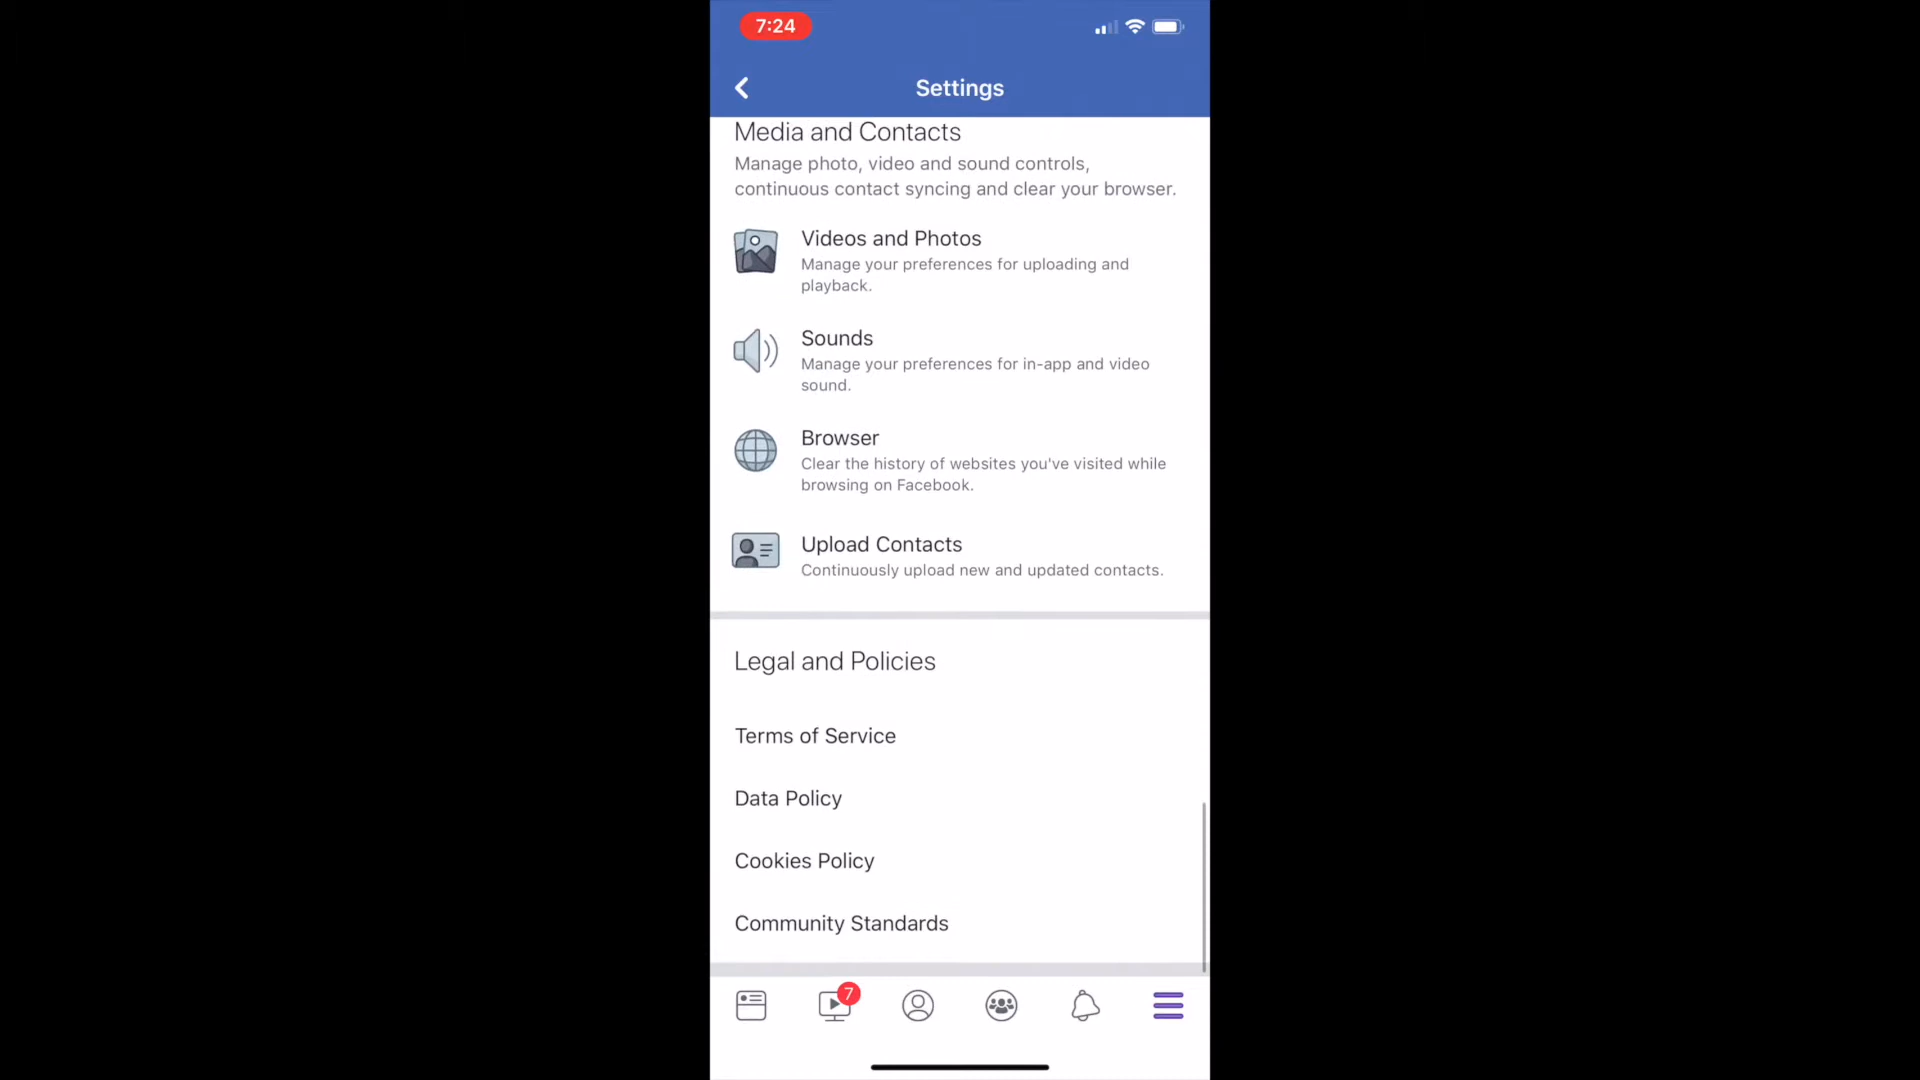 7:24
Settings
Media and Contacts
Manage photo, video and sound controls,
continuous contact syncing and clear your browser.
Videos and Photos
Manage your preferences for uploading and
playback.
Sounds
Manage your preferences for in-app and video
sound.
Browser
Clear the history of websites you've visited while
browsing on Facebook.
Upload Contacts
Continuously upload new and updated contacts.
Legal and Policies
Terms of Service
Data Policy
Cookies Policy
Community Standards
7